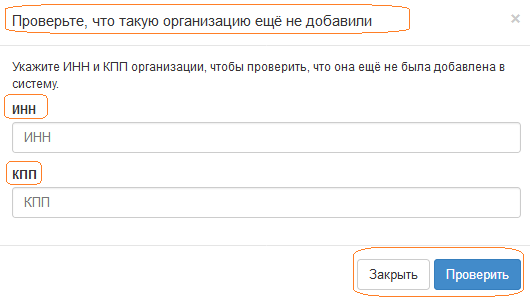 Проверьте, что такую организацию ещё не добавили
×
Укажите ИНН и КПП организации, чтобы проверить, что она ещё не была добавлена в
систему.
ИНН
ИНН
КПП
КПП
Закрыть Проверить